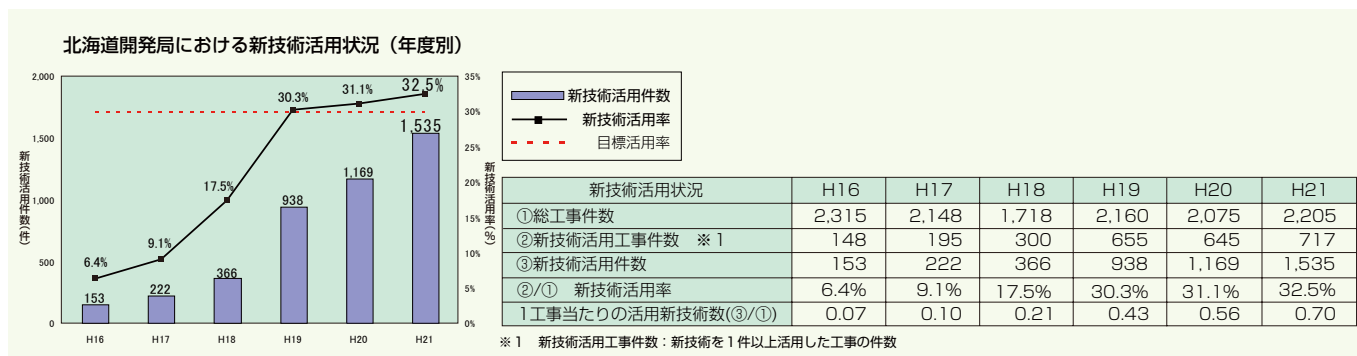 北海道開発局における新技術活用状況（年度別）
2,000
1,500
1,000
500
0
新技術活用件数(件)
35%
30%
25%
20%
15%
10%
5%
0%
新技術活用率(%)
6.4%
9.1%
17.5%
30.3%
31.1%
32.5%
153
222
366
938
1,169
1,535
H16 H17 H18 H19 H20 H21
新技術活用件数
新技術活用率
目標活用率
新技術活用状況 H16 H17 H18 H19 H20 H21
①総工事件数 2,315 2,148 1,718 2,160 2,075 2,205
②新技術活用工事件数 ※1 148 195 300 655 645 717
③新技術活用件数 153 222 366 938 1,169 1,535
②/① 新技術活用率 6.4% 9.1% 17.5% 30.3% 31.1% 32.5%
1工事当たりの活用新技術数(③/①) 0.07 0.10 0.21 0.43 0.56 0.70
※1 新技術活用工事件数：新技術を1件以上活用した工事の件数